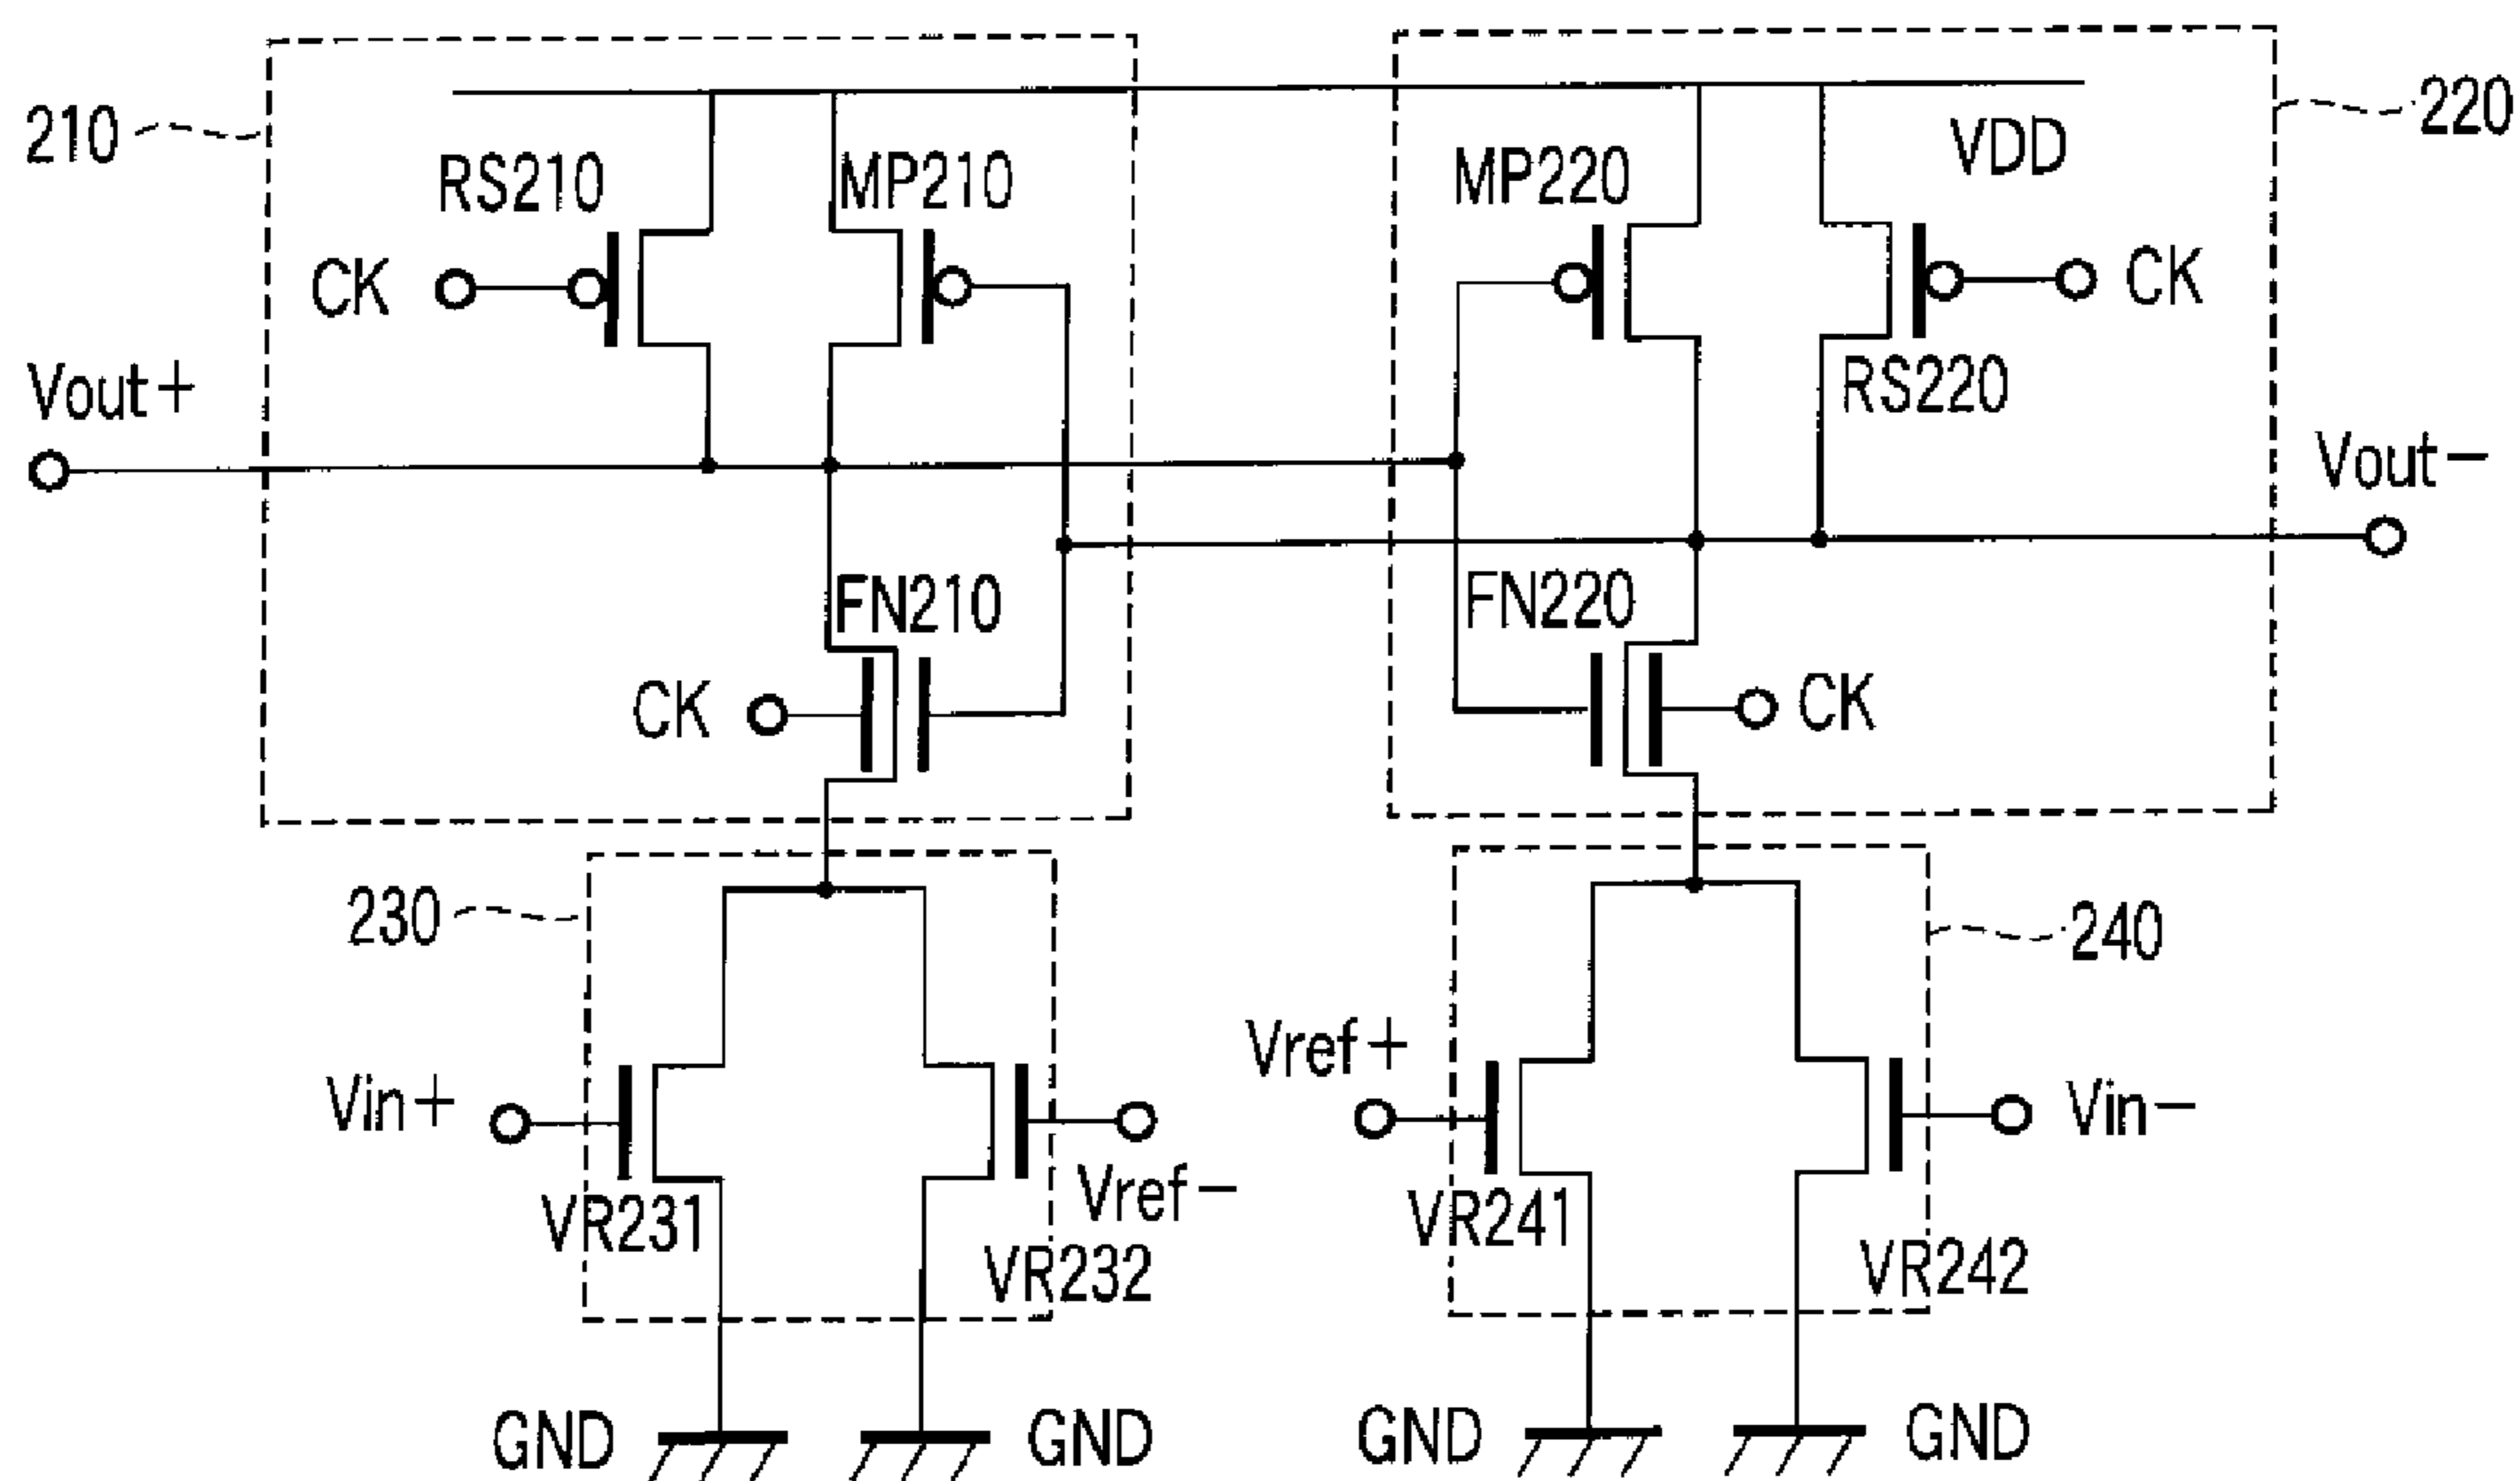 210
220
VDD
RS210
MP210
MP220
CK
CK
RS220
Vout+
Vout−
FN210
FN220
CK
CK
230
240
Vref+
Vin+
Vin−
Vref−
VR231
VR241
VR232
VR242
GND
GND
GND
GND